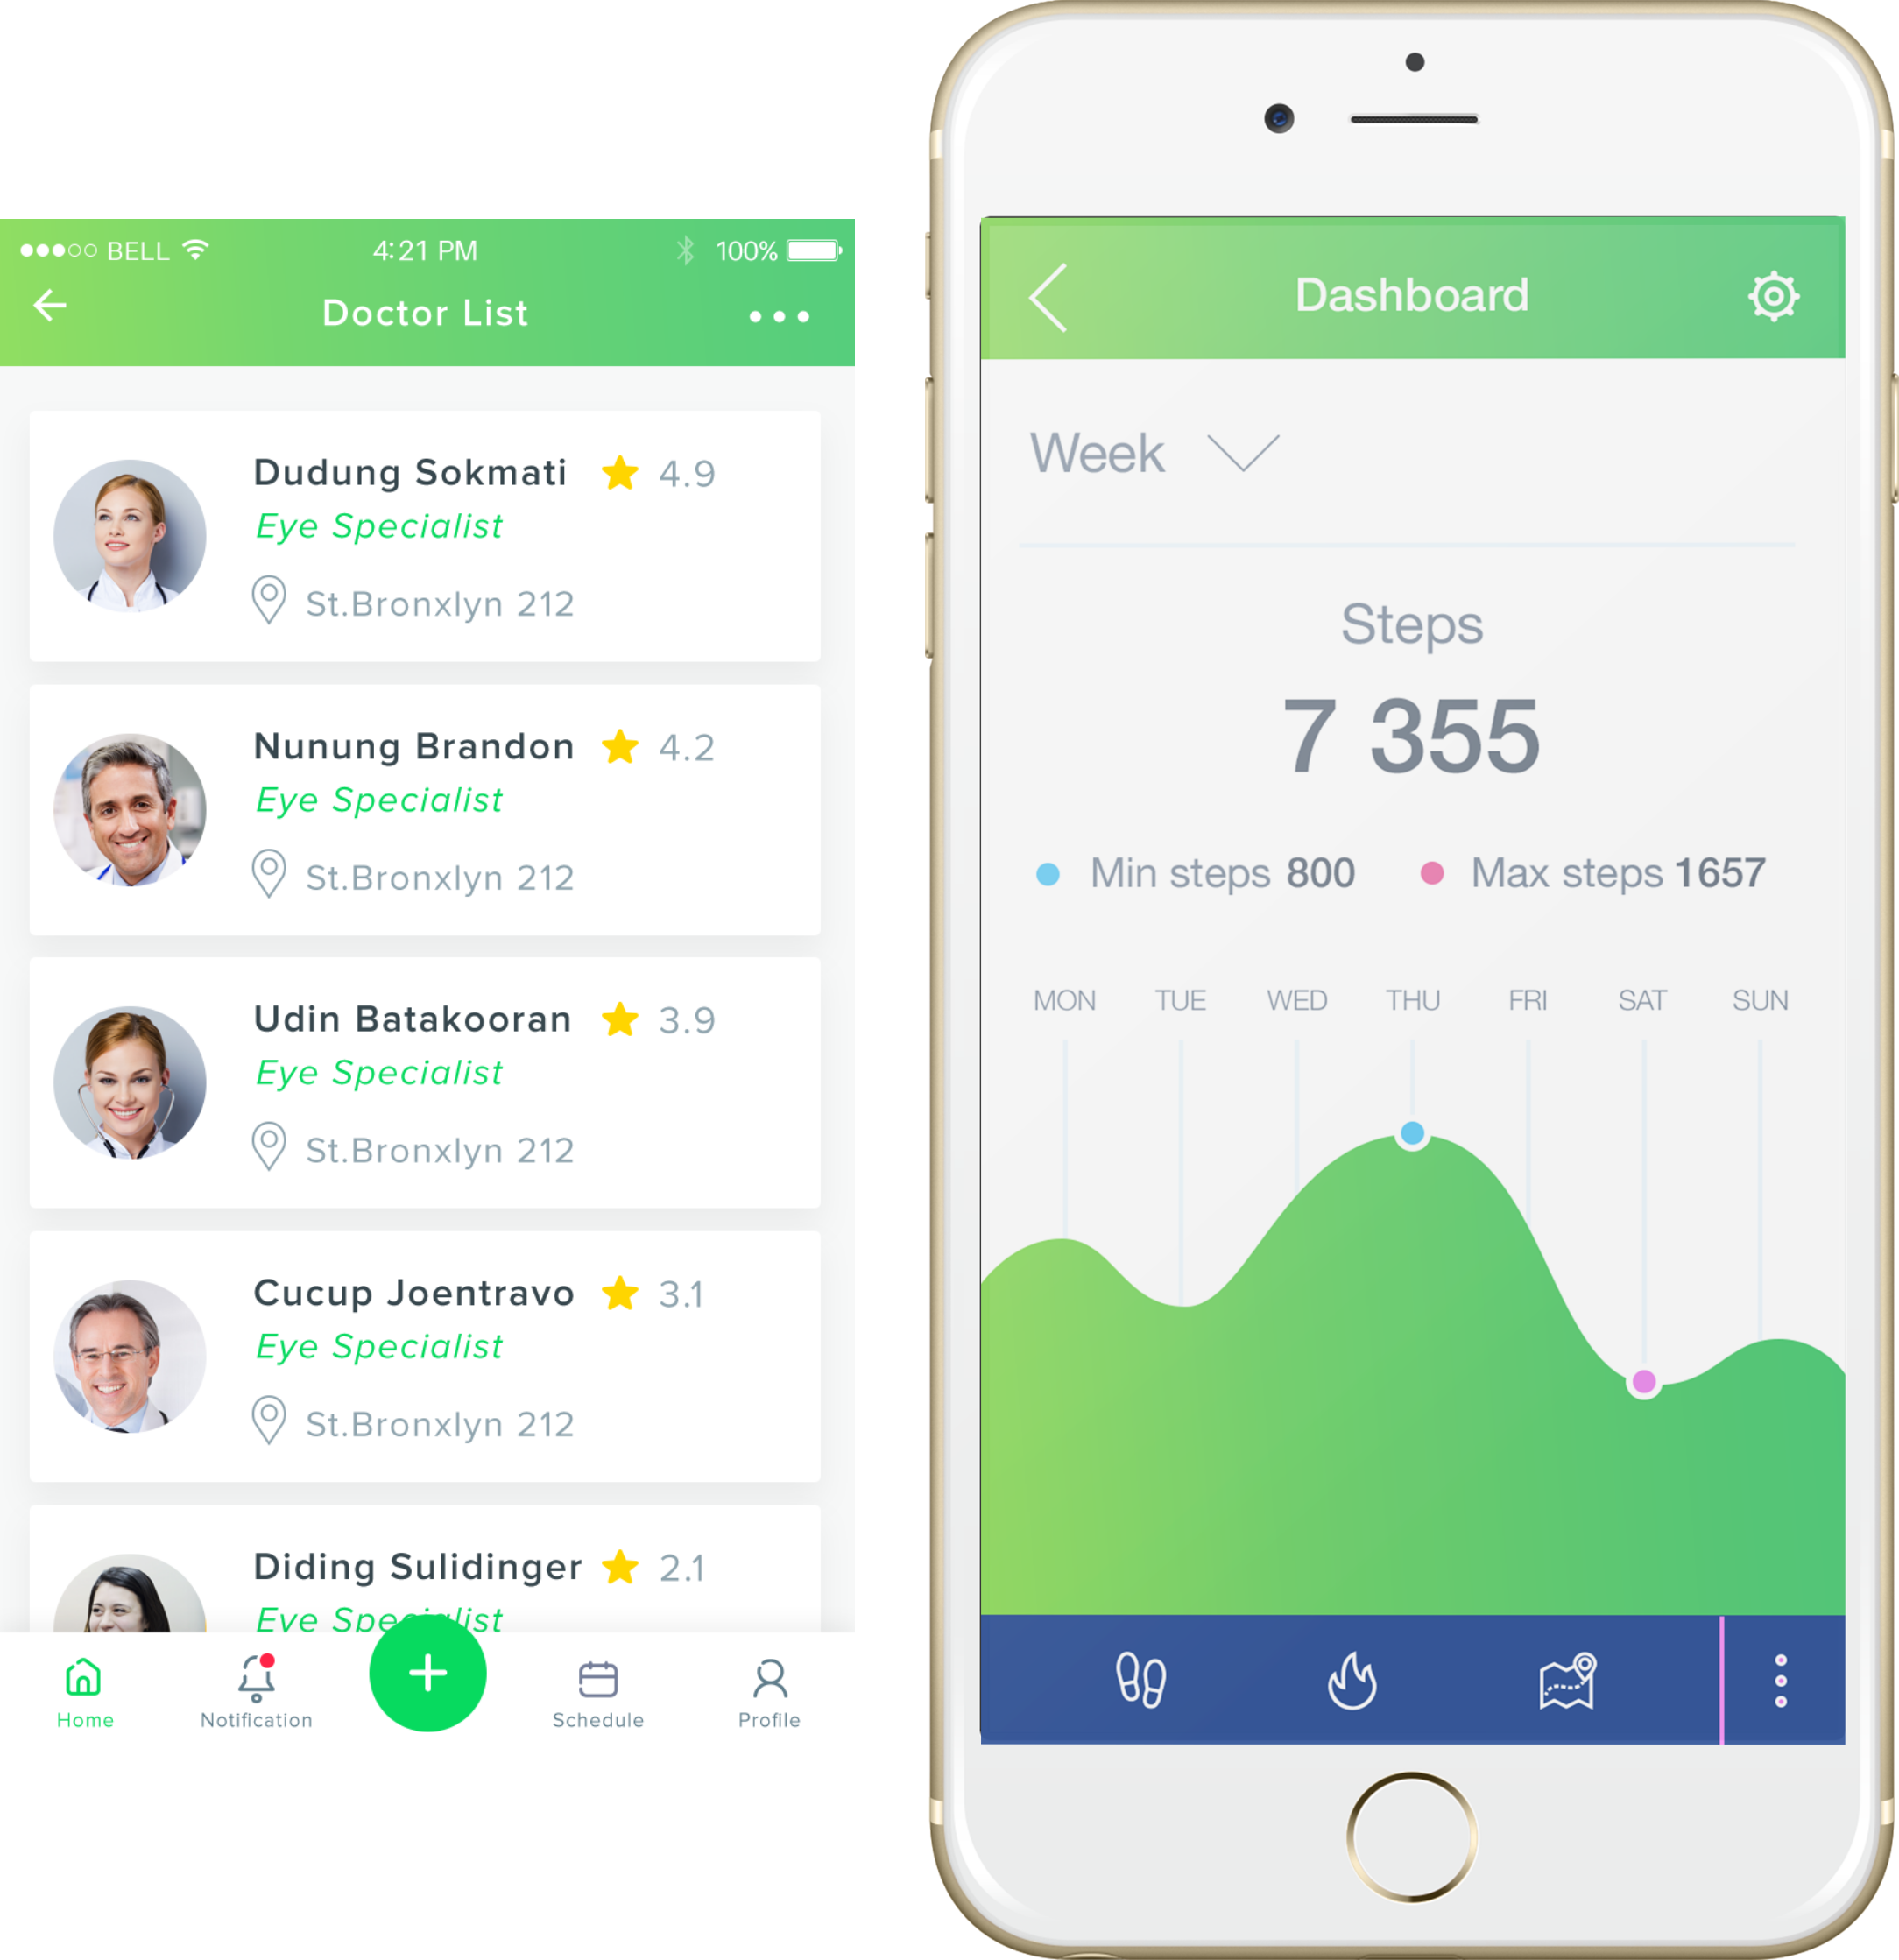 BELL 4:21 PM 100%
Doctor List
Dudung Sokmati 4.9
Eye Specialist
St.Bronxlyn 212
Nunung Brandon 4.2
Eye Specialist
St.Bronxlyn 212
Udin Batakooran 3.9
Eye Specialist
St.Bronxlyn 212
Cucup Joentravo 3.1
Eye Specialist
St.Bronxlyn 212
Diding Sulidinger 2.1
Eye Specialist
Home Notification Schedule Profile
Dashboard
Week
Steps
7 355
Min steps 800 Max steps 1657
MON TUE WED THU FRI SAT SUN